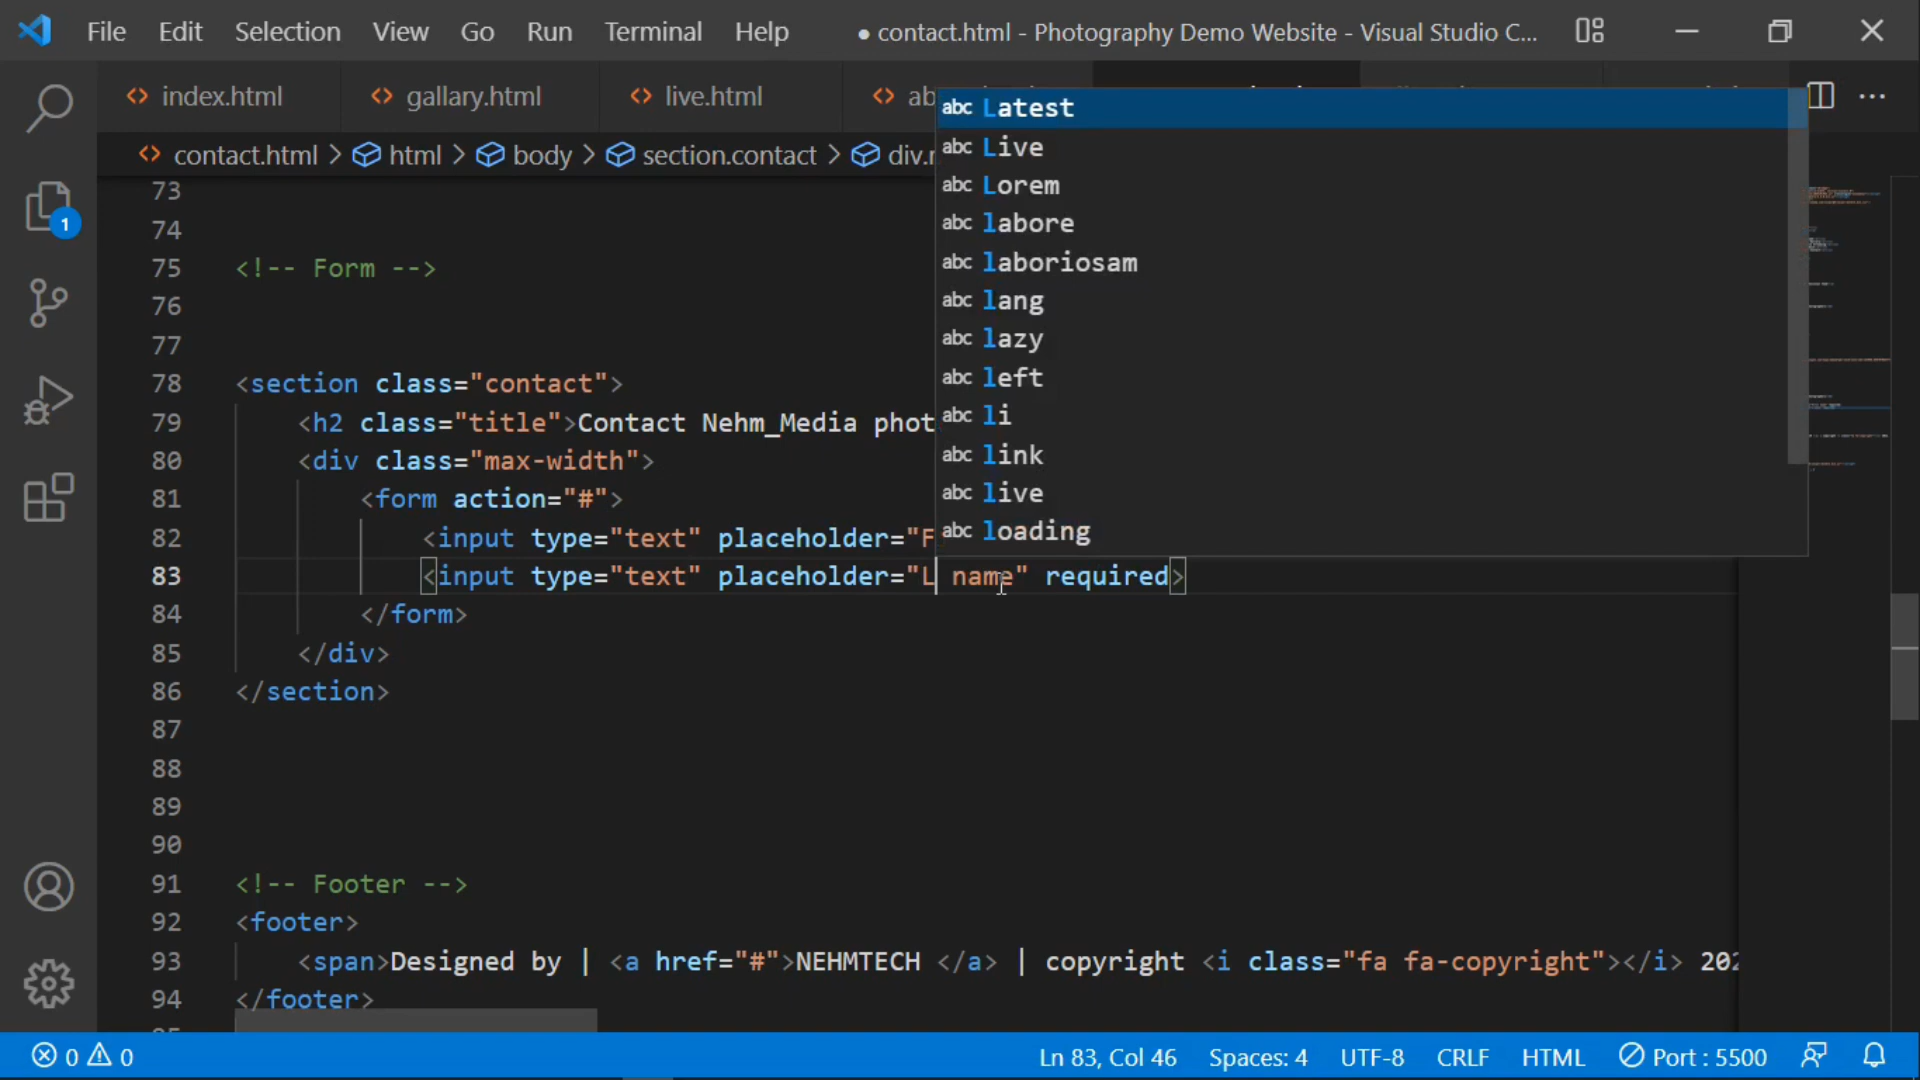 File Edit Selection View Go Run Terminal Help ● contact.html - Photography Demo Website - Visual Studio C...
index.html gallary.html live.html
contact.html > html > body > section.contact >
73
74
75 <!-- Form -->
76
77
78 <section class="contact">
79 <h2 class="title">Contact Nehm_Media phot
80 <div class="max-width">
81 <form action="#">
82 <input type="text" placeholder="F
83 <input type="text" placeholder="L name" required>
84 </form>
85 </div>
86 </section>
87
88
89
90
91 <!-- Footer -->
92 <footer>
93 <span>Designed by | <a href="#">NEHMTECH </a> | copyright <i class="fa fa-copyright"></i> 202
94 </footer>
abc Latest
abc Live
abc Lorem
abc labore
abc laboriosam
abc lang
abc lazy
abc left
abc li
abc link
abc live
abc loading
1
0 0 Ln 83, Col 46 Spaces: 4 UTF-8 CRLF HTML Port : 5500